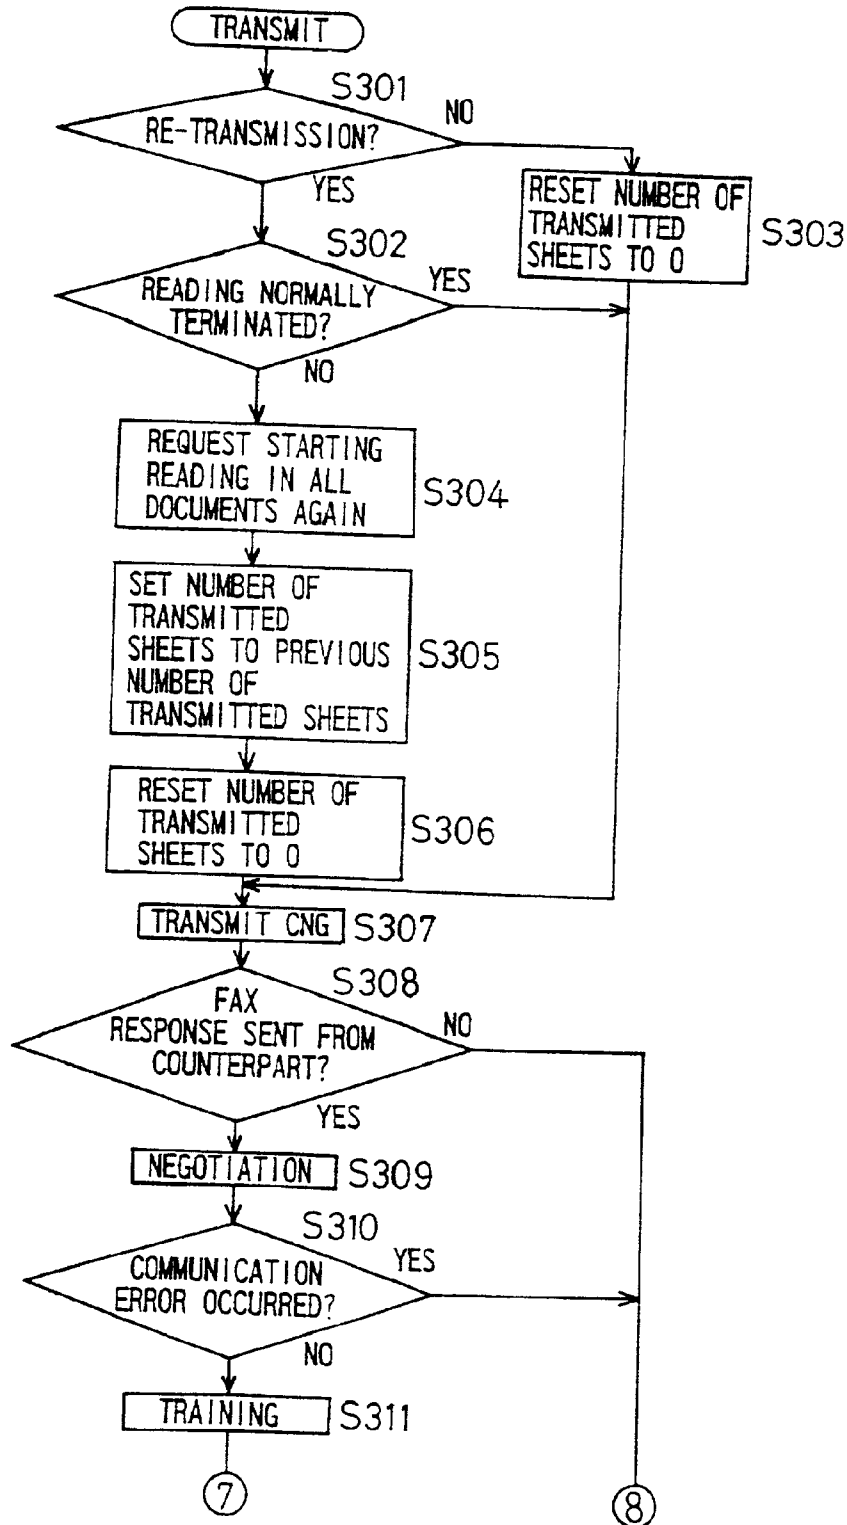 TRANSMIT
S301
RE-TRANSMISSION?
NO
YES
RESET NUMBER OF
TRANSMITTED
SHEETS TO 0
S303
S302
READING NORMALLY
TERMINATED?
YES
NO
REQUEST STARTING
READING IN ALL
DOCUMENTS AGAIN
S304
SET NUMBER OF
TRANSMITTED
SHEETS TO PREVIOUS
NUMBER OF
TRANSMITTED SHEETS
S305
RESET NUMBER OF
TRANSMITTED
SHEETS TO 0
S306
TRANSMIT CNG
S307
S308
FAX
RESPONSE SENT FROM
COUNTERPART?
NO
YES
NEGOTIATION
S309
S310
COMMUNICATION
ERROR OCCURRED?
YES
NO
TRAINING
S311
7
8